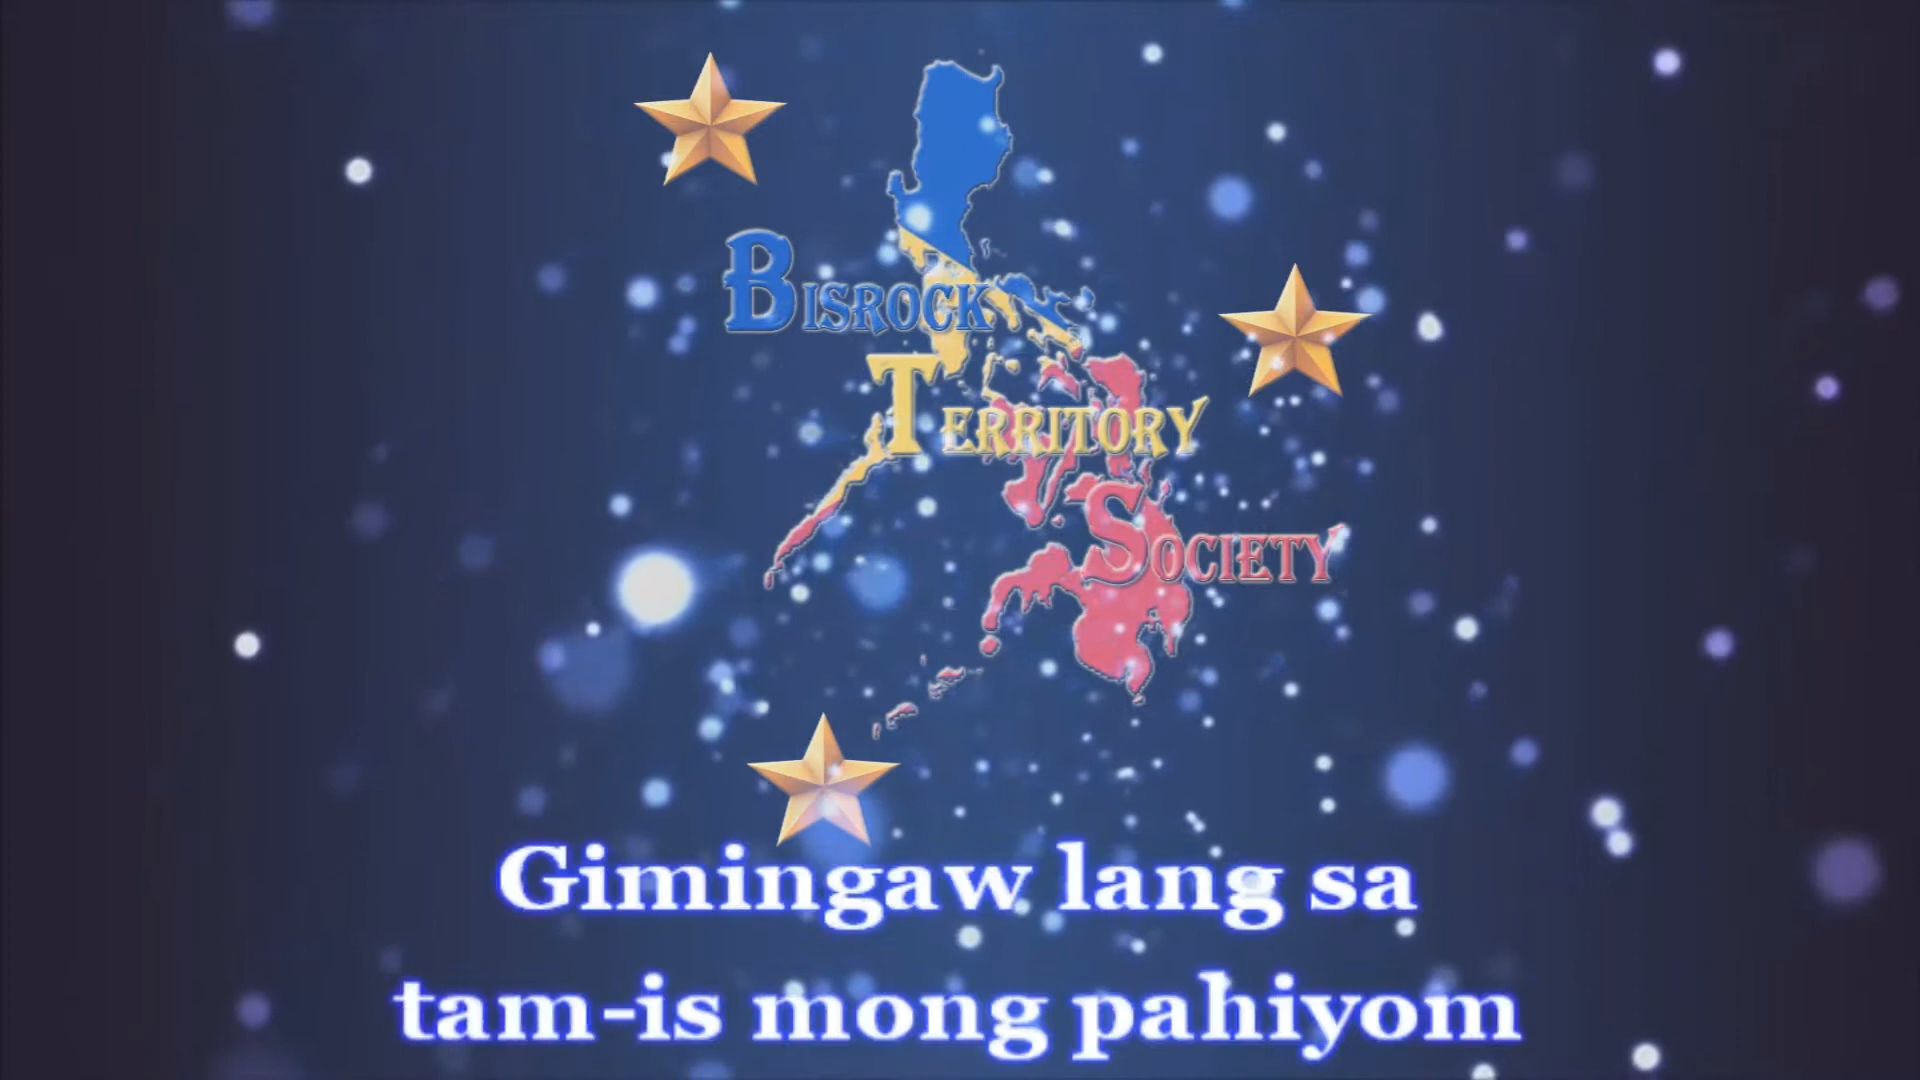 Bisrock
Territory
Society
Gimingaw lang sa
tam-is mong pahiyom